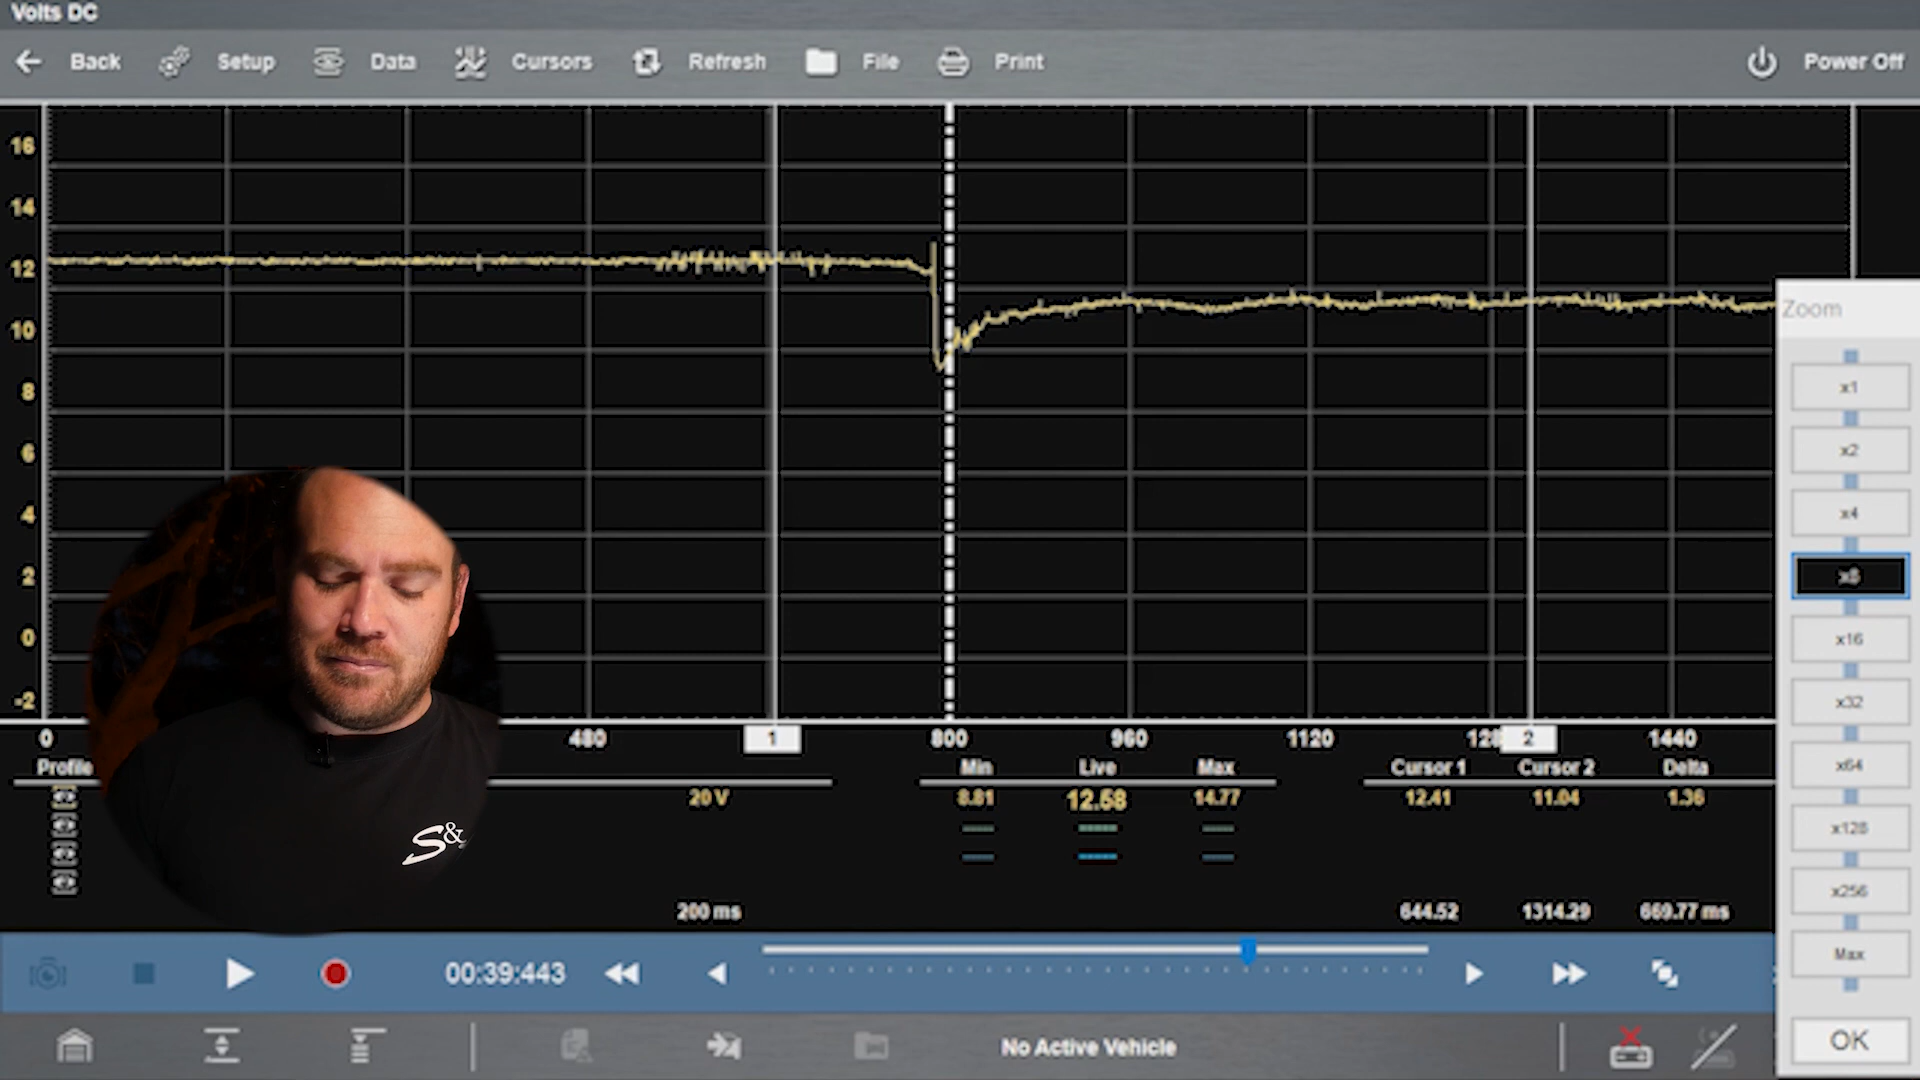 Volts DC
Back Setup Data Cursors Refresh File Print Power Off
16
14
12
10
8
6
4
2
0
-2
Zoom
x1
x2
x4
x8
x16
x32
x64
x128
x256
Max
OK
0 480 1 800 960 1120 128 2 1440
Profile Min Live Max Cursor 1 Cursor 2 Delta
20 V 8.81 12.58 14.77 12.41 11.04 1.36
S&
200 ms 644.52 1314.29 669.77 ms
00:39:443
No Active Vehicle